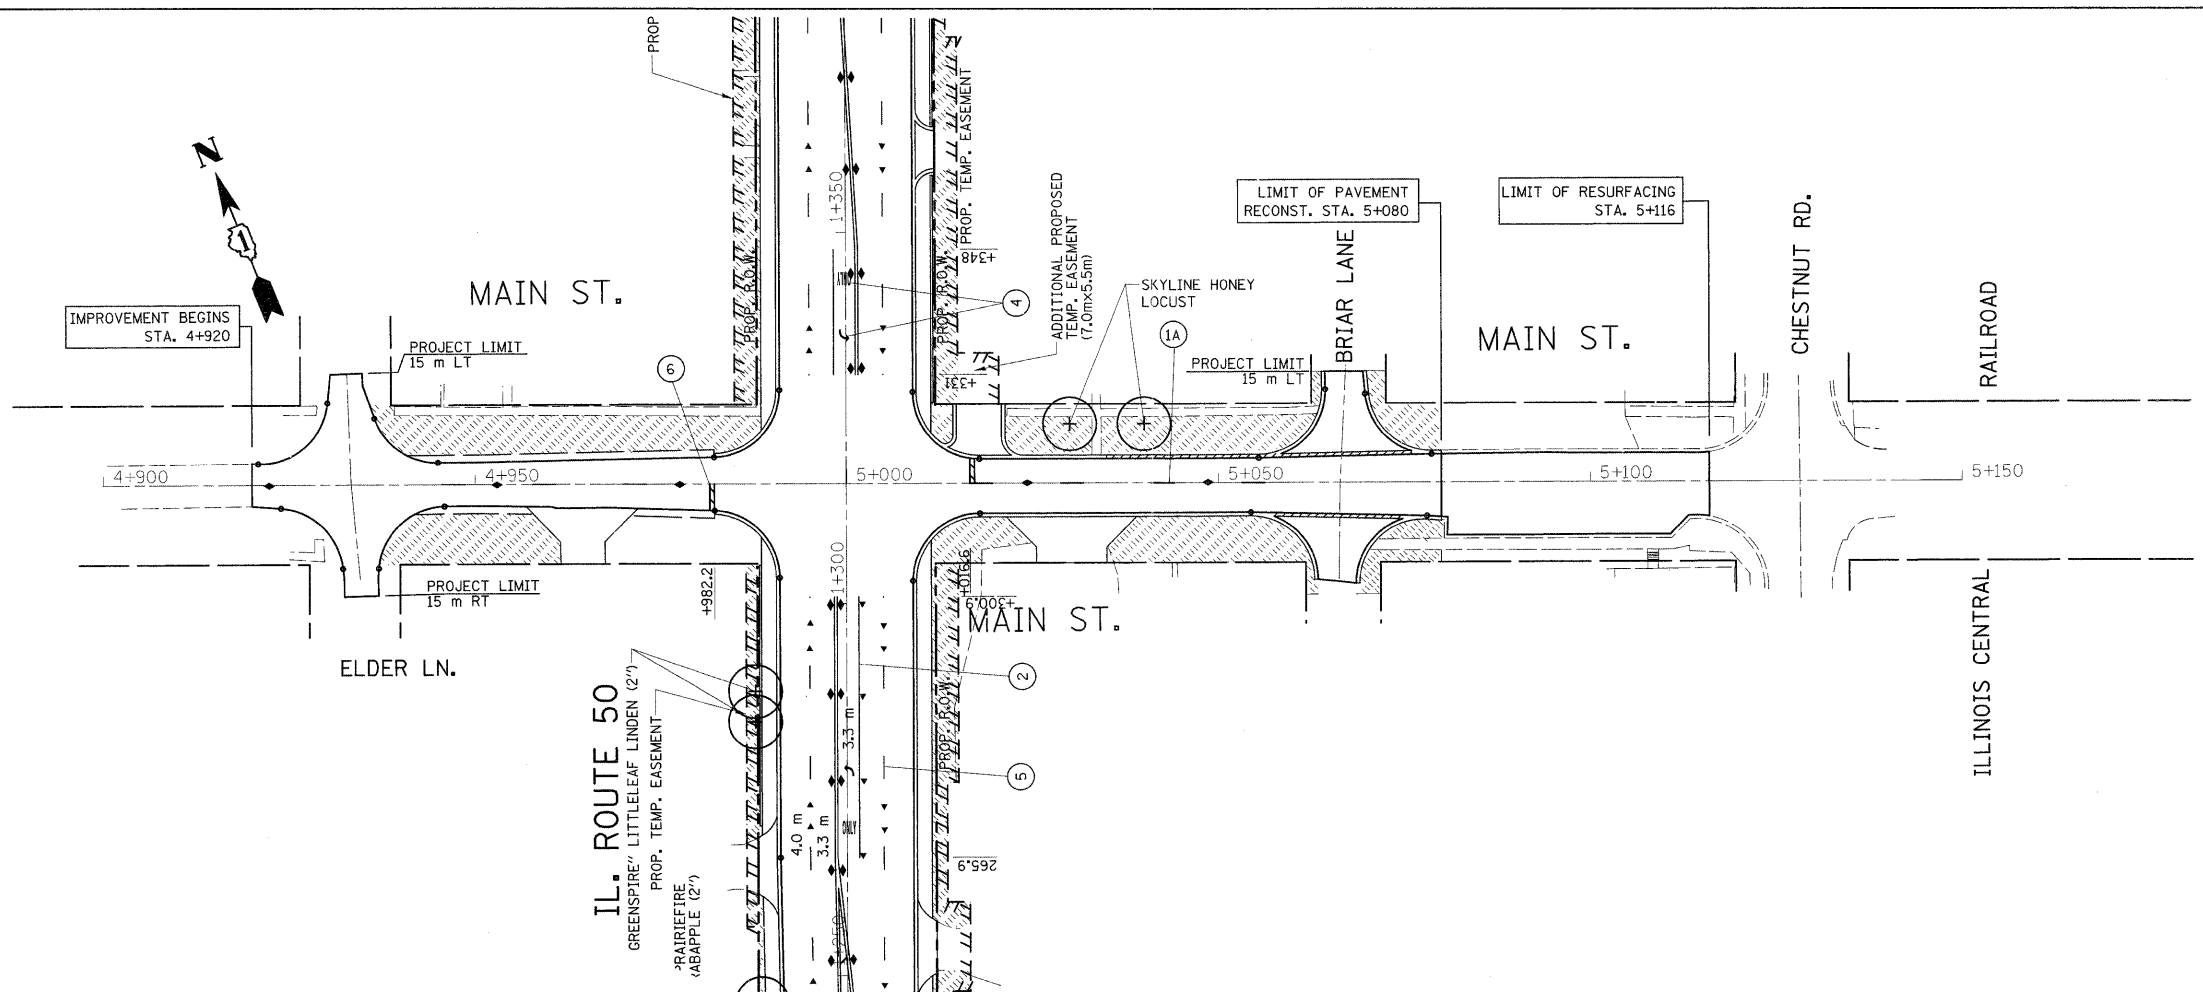 PROP
N
1
MAIN ST.
IMPROVEMENT BEGINS
STA. 4+920
PROJECT LIMIT
15 m LT
6
PROP. R.O.W.
1+350
ONLY
PROP. R.O.W.
PROP. TEMP. EASEMENT
+348
+331
4
ADDITIONAL PROPOSED
TEMP. EASEMENT
(7.0mx5.5m)
SKYLINE HONEY
LOCUST
1A
PROJECT LIMIT
15 m LT
LIMIT OF PAVEMENT
RECONST. STA. 5+080
BRIAR LANE
LIMIT OF RESURFACING
STA. 5+116
MAIN ST.
CHESTNUT RD.
RAILROAD
4+900
4+950
5+000
5+050
5+100
5+150
PROJECT LIMIT
15 m RT
ELDER LN.
+982.2
1+300
+016.6
+300.9
MAIN ST.
IL. ROUTE 50
GREENSPIRE" LITTLELEAF LINDEN (2")
PROP. TEMP. EASEMENT
2
5
PROP. R.O.W.
3.3 m
4.0 m
3.3 m
ONLY
265.9
ILLINOIS CENTRAL